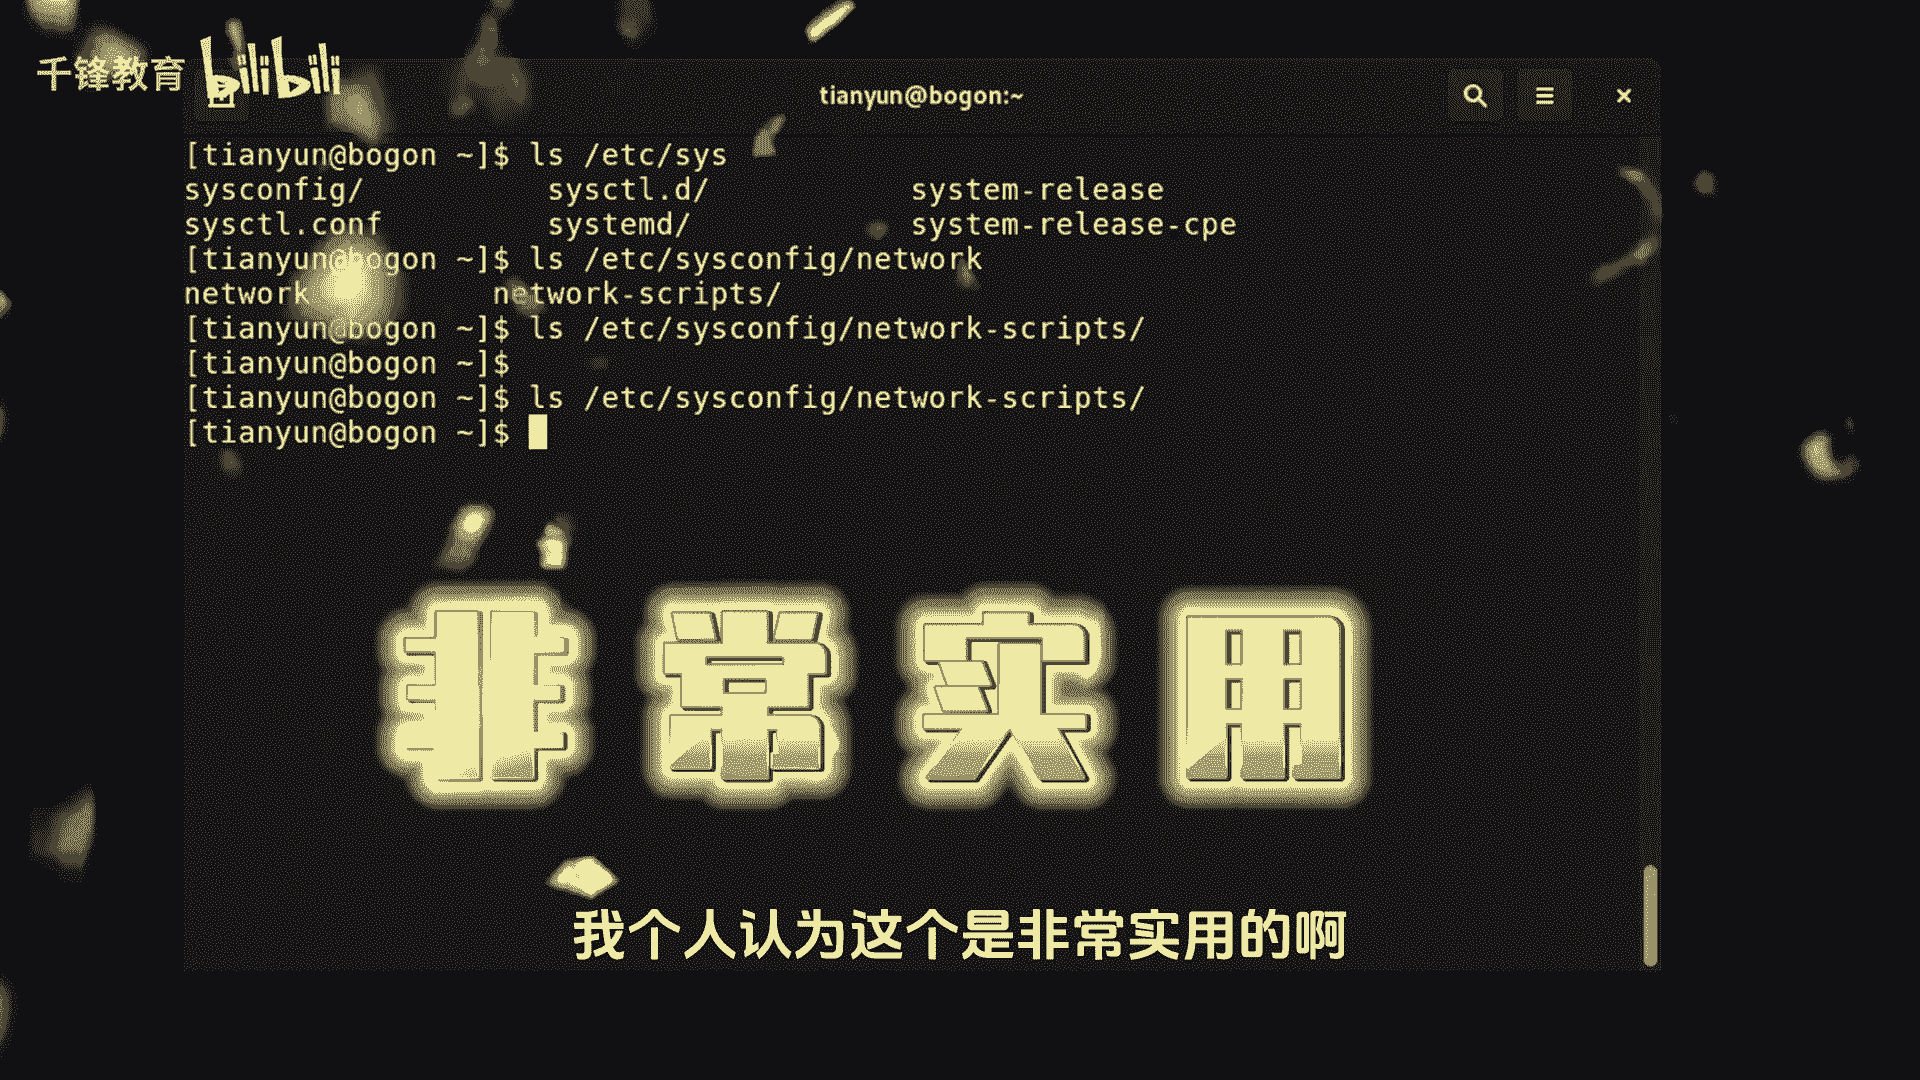 千锋教育 bilibili
tianyun@bogon:~
[tianyun@bogon ~]$ ls /etc/sys
sysconfig/ sysctl.d/ system-release
sysctl.conf systemd/ system-release-cpe
[tianyun@bogon ~]$ ls /etc/sysconfig/network
network network-scripts/
[tianyun@bogon ~]$ ls /etc/sysconfig/network-scripts/
[tianyun@bogon ~]$
[tianyun@bogon ~]$ ls /etc/sysconfig/network-scripts/
[tianyun@bogon ~]$
非常实用
我个人认为这个是非常实用的啊